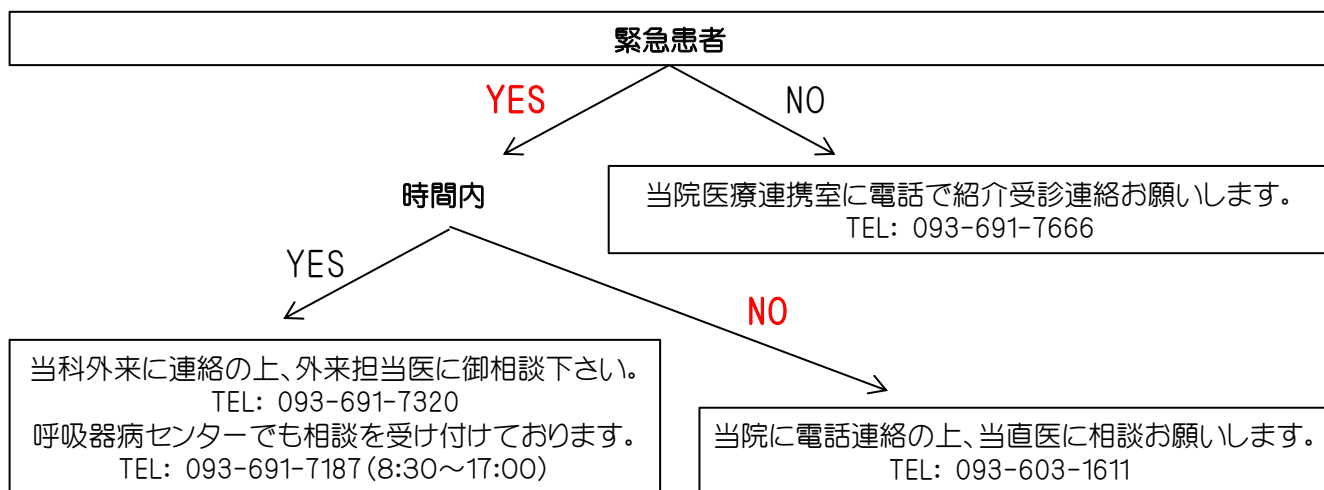 緊急患者
YES
NO
時間内
当院医療連携室に電話で紹介受診連絡お願いします。
TEL: 093-691-7666
YES
NO
当科外来に連絡の上、外来担当医に御相談下さい。
TEL: 093-691-7320
呼吸器病センターでも相談を受け付けております。
TEL: 093-691-7187(8:30～17:00)
当院に電話連絡の上、当直医に相談お願いします。
TEL: 093-603-1611